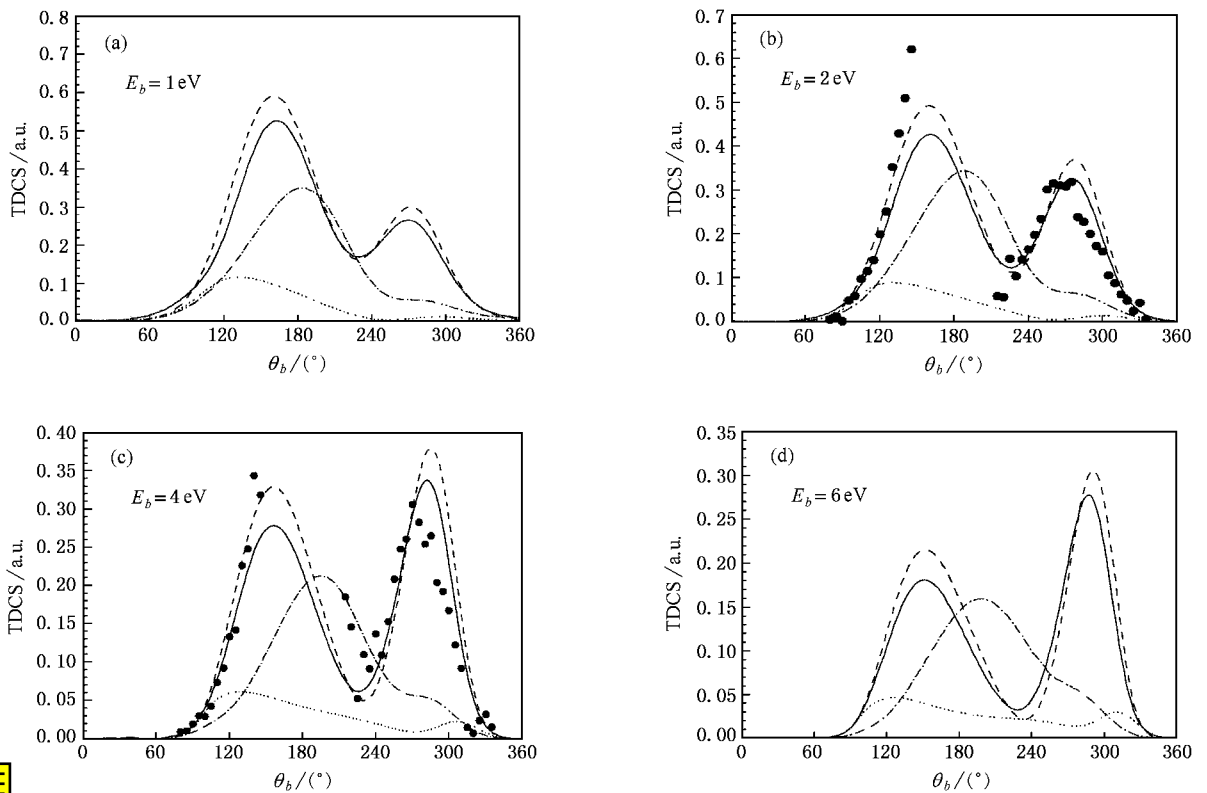 0.8
0.7
0.6
0.5
0.4
0.3
0.2
0.1
0.0
TDCS /a.u.
(a)
E_b = 1 eV
0 60 120 180 240 300 360
θ_b /(°)
0.7
0.6
0.5
0.4
0.3
0.2
0.1
0.0
TDCS /a.u.
(b)
E_b = 2 eV
0 60 120 180 240 300 360
θ_b /(°)
0.40
0.35
0.30
0.25
0.20
0.15
0.10
0.05
0.00
TDCS /a.u.
(c)
E_b = 4 eV
0 60 120 180 240 300 360
θ_b /(°)
0.35
0.30
0.25
0.20
0.15
0.10
0.05
0.00
TDCS /a.u.
(d)
E_b = 6 eV
0 60 120 180 240 300 360
θ_b /(°)